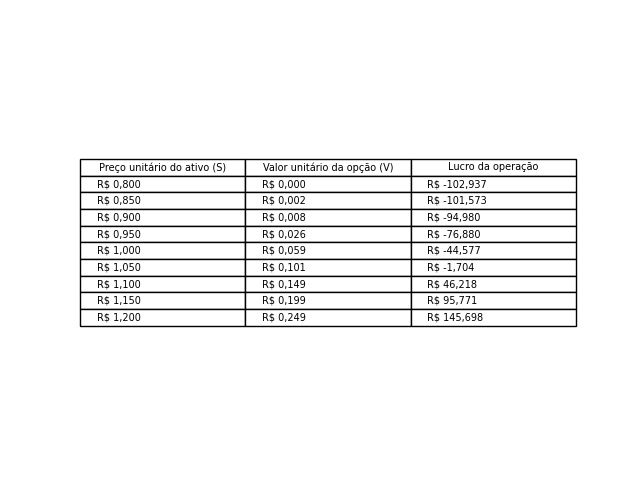 Preço unitário do ativo (S) Valor unitário da opção (V) Lucro da operação
R$ 0,800 R$ 0,000 R$ -102,937
R$ 0,850 R$ 0,002 R$ -101,573
R$ 0,900 R$ 0,008 R$ -94,980
R$ 0,950 R$ 0,026 R$ -76,880
R$ 1,000 R$ 0,059 R$ -44,577
R$ 1,050 R$ 0,101 R$ -1,704
R$ 1,100 R$ 0,149 R$ 46,218
R$ 1,150 R$ 0,199 R$ 95,771
R$ 1,200 R$ 0,249 R$ 145,698